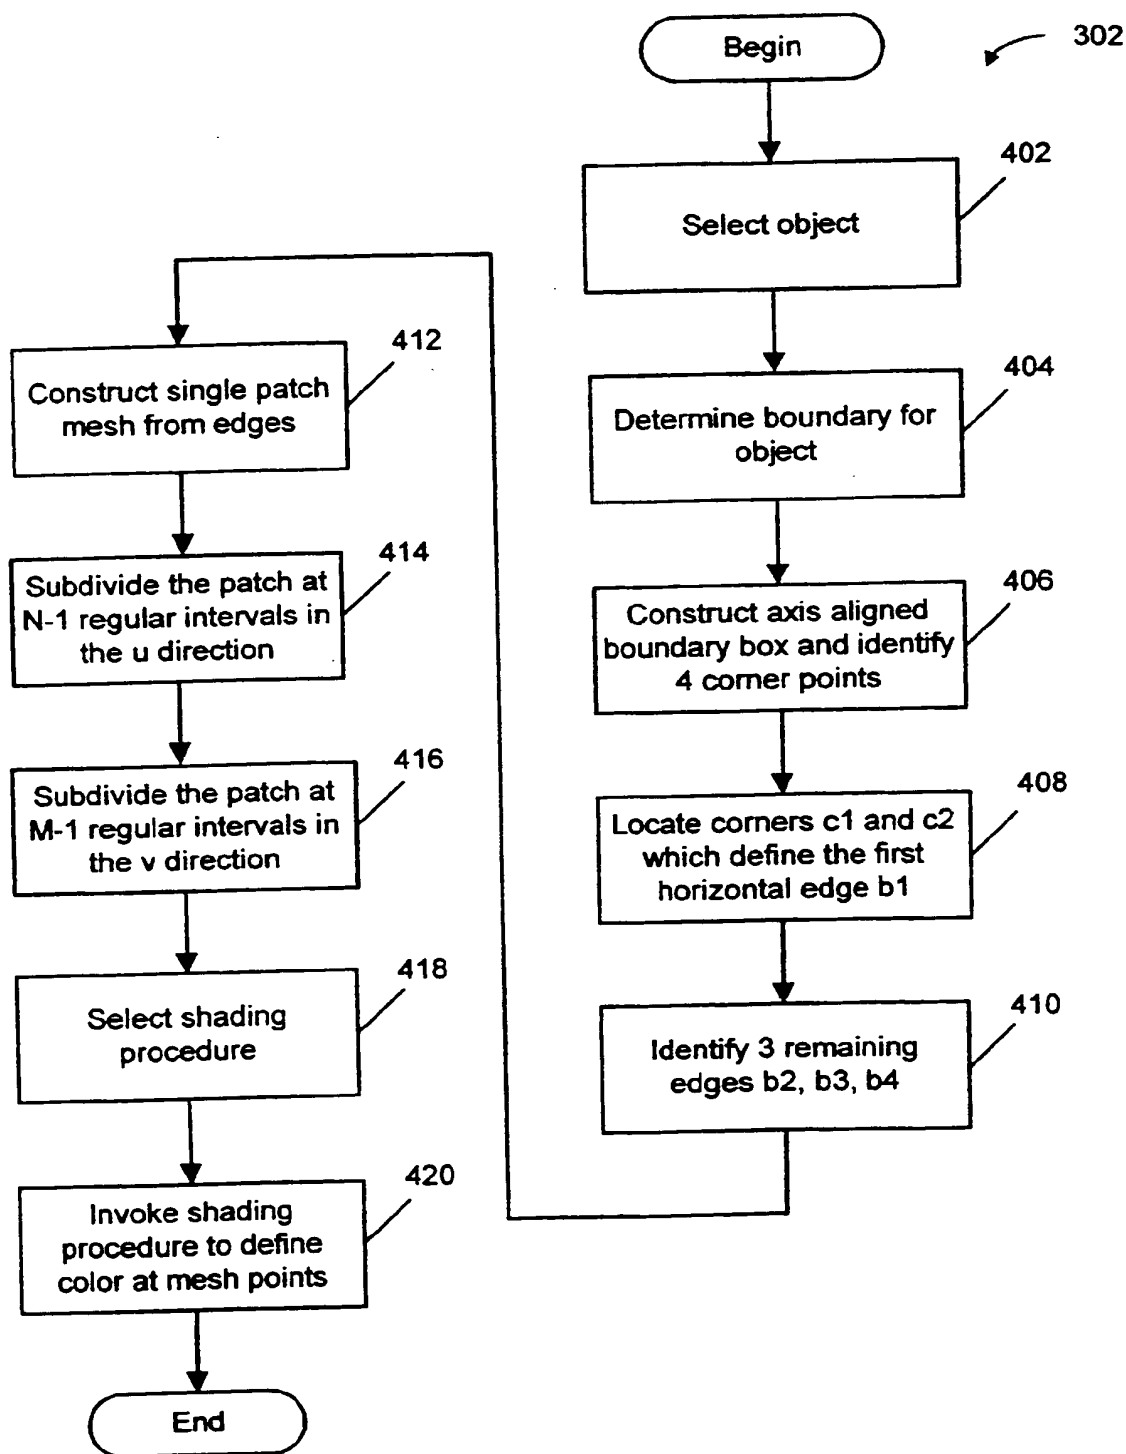 Begin
302
402
Select object
404
Determine boundary for
object
406
Construct axis aligned
boundary box and identify
4 corner points
408
Locate corners c1 and c2
which define the first
horizontal edge b1
410
Identify 3 remaining
edges b2, b3, b4
412
Construct single patch
mesh from edges
414
Subdivide the patch at
N-1 regular intervals in
the u direction
416
Subdivide the patch at
M-1 regular intervals in
the v direction
418
Select shading
procedure
420
Invoke shading
procedure to define
color at mesh points
End